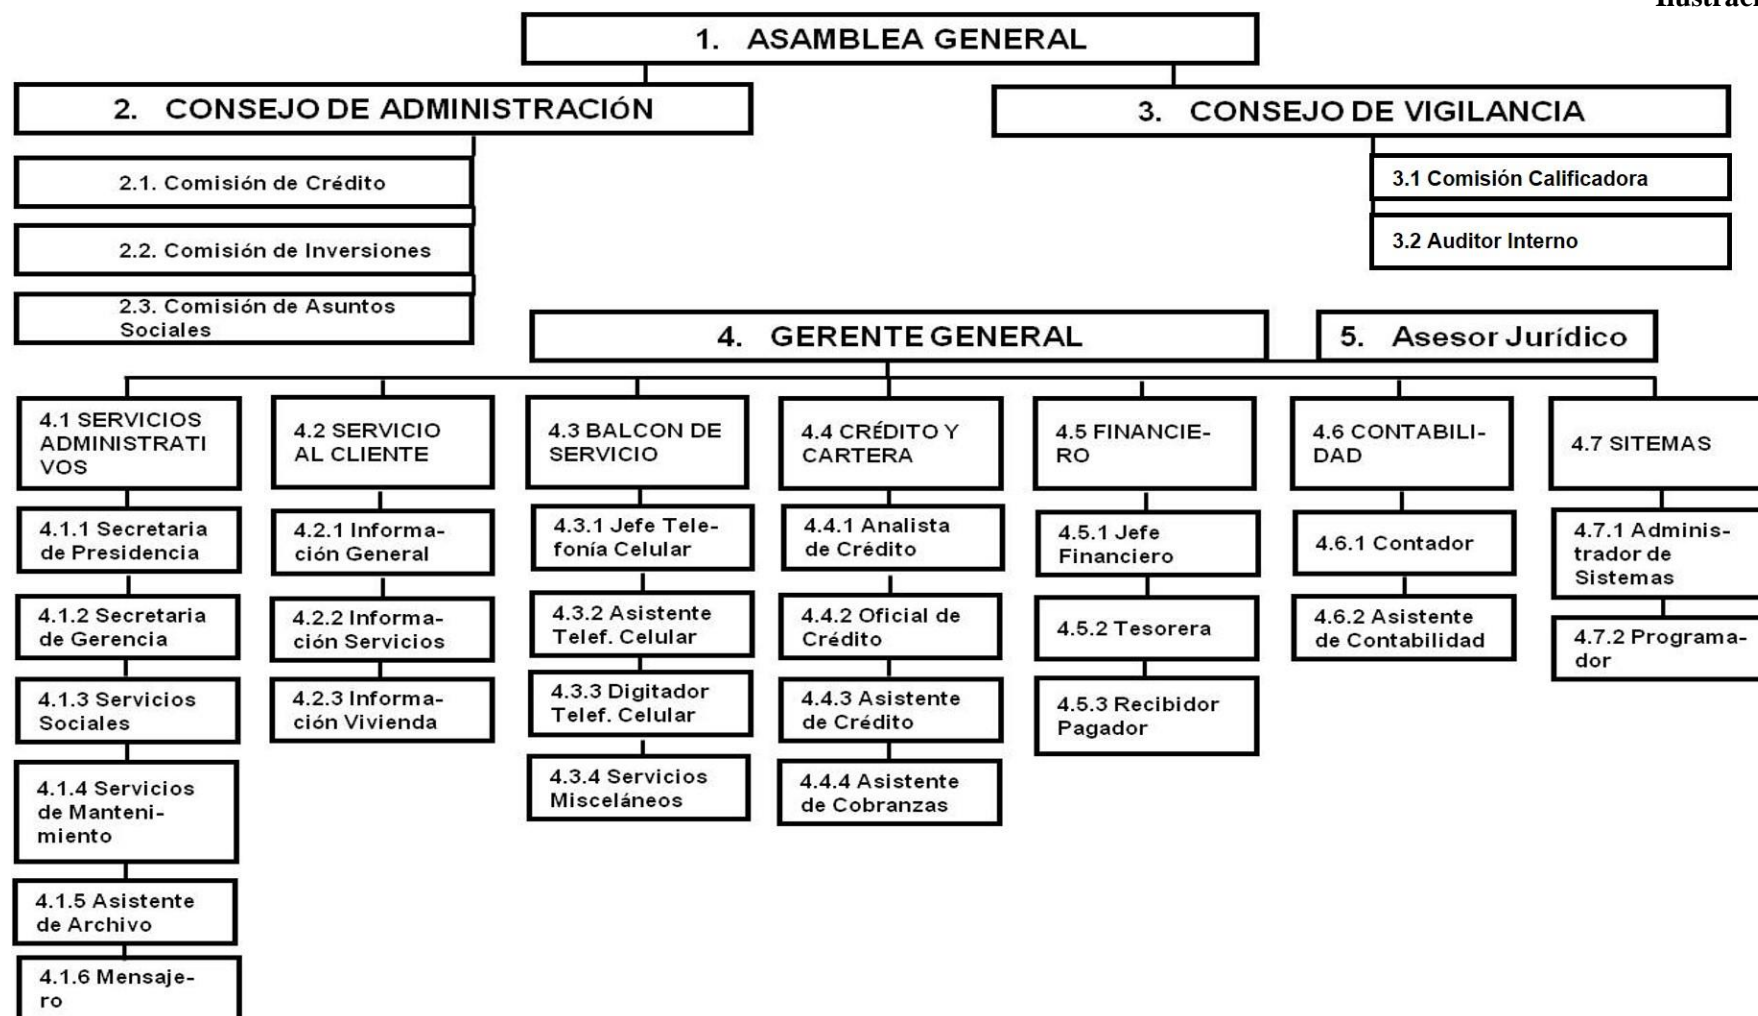 Ilustraci
1. ASAMBLEA GENERAL
2. CONSEJO DE ADMINISTRACIÓN
3. CONSEJO DE VIGILANCIA
2.1. Comisión de Crédito
2.2. Comisión de Inversiones
2.3. Comisión de Asuntos
Sociales
3.1 Comisión Calificadora
3.2 Auditor Interno
4. GERENTE GENERAL
5. Asesor Jurídico
4.1 SERVICIOS
ADMINISTRATI
VOS
4.1.1 Secretaria
de Presidencia
4.1.2 Secretaria
de Gerencia
4.1.3 Servicios
Sociales
4.1.4 Servicios
de Manteni-
miento
4.1.5 Asistente
de Archivo
4.1.6 Mensaje-
ro
4.2 SERVICIO
AL CLIENTE
4.2.1 Informa-
ción General
4.2.2 Informa-
ción Servicios
4.2.3 Informa-
ción Vivienda
4.3 BALCON DE
SERVICIO
4.3.1 Jefe Tele-
fonía Celular
4.3.2 Asistente
Telef. Celular
4.3.3 Digitador
Telef. Celular
4.3.4 Servicios
Misceláneos
4.4 CRÉDITO Y
CARTERA
4.4.1 Analista
de Crédito
4.4.2 Oficial de
Crédito
4.4.3 Asistente
de Crédito
4.4.4 Asistente
de Cobranzas
4.5 FINANCIE-
RO
4.5.1 Jefe
Financiero
4.5.2 Tesorera
4.5.3 Recibidor
Pagador
4.6 CONTABILI-
DAD
4.6.1 Contador
4.6.2 Asistente
de Contabilidad
4.7 SITEMAS
4.7.1 Adminis-
trador de
Sistemas
4.7.2 Programa-
dor